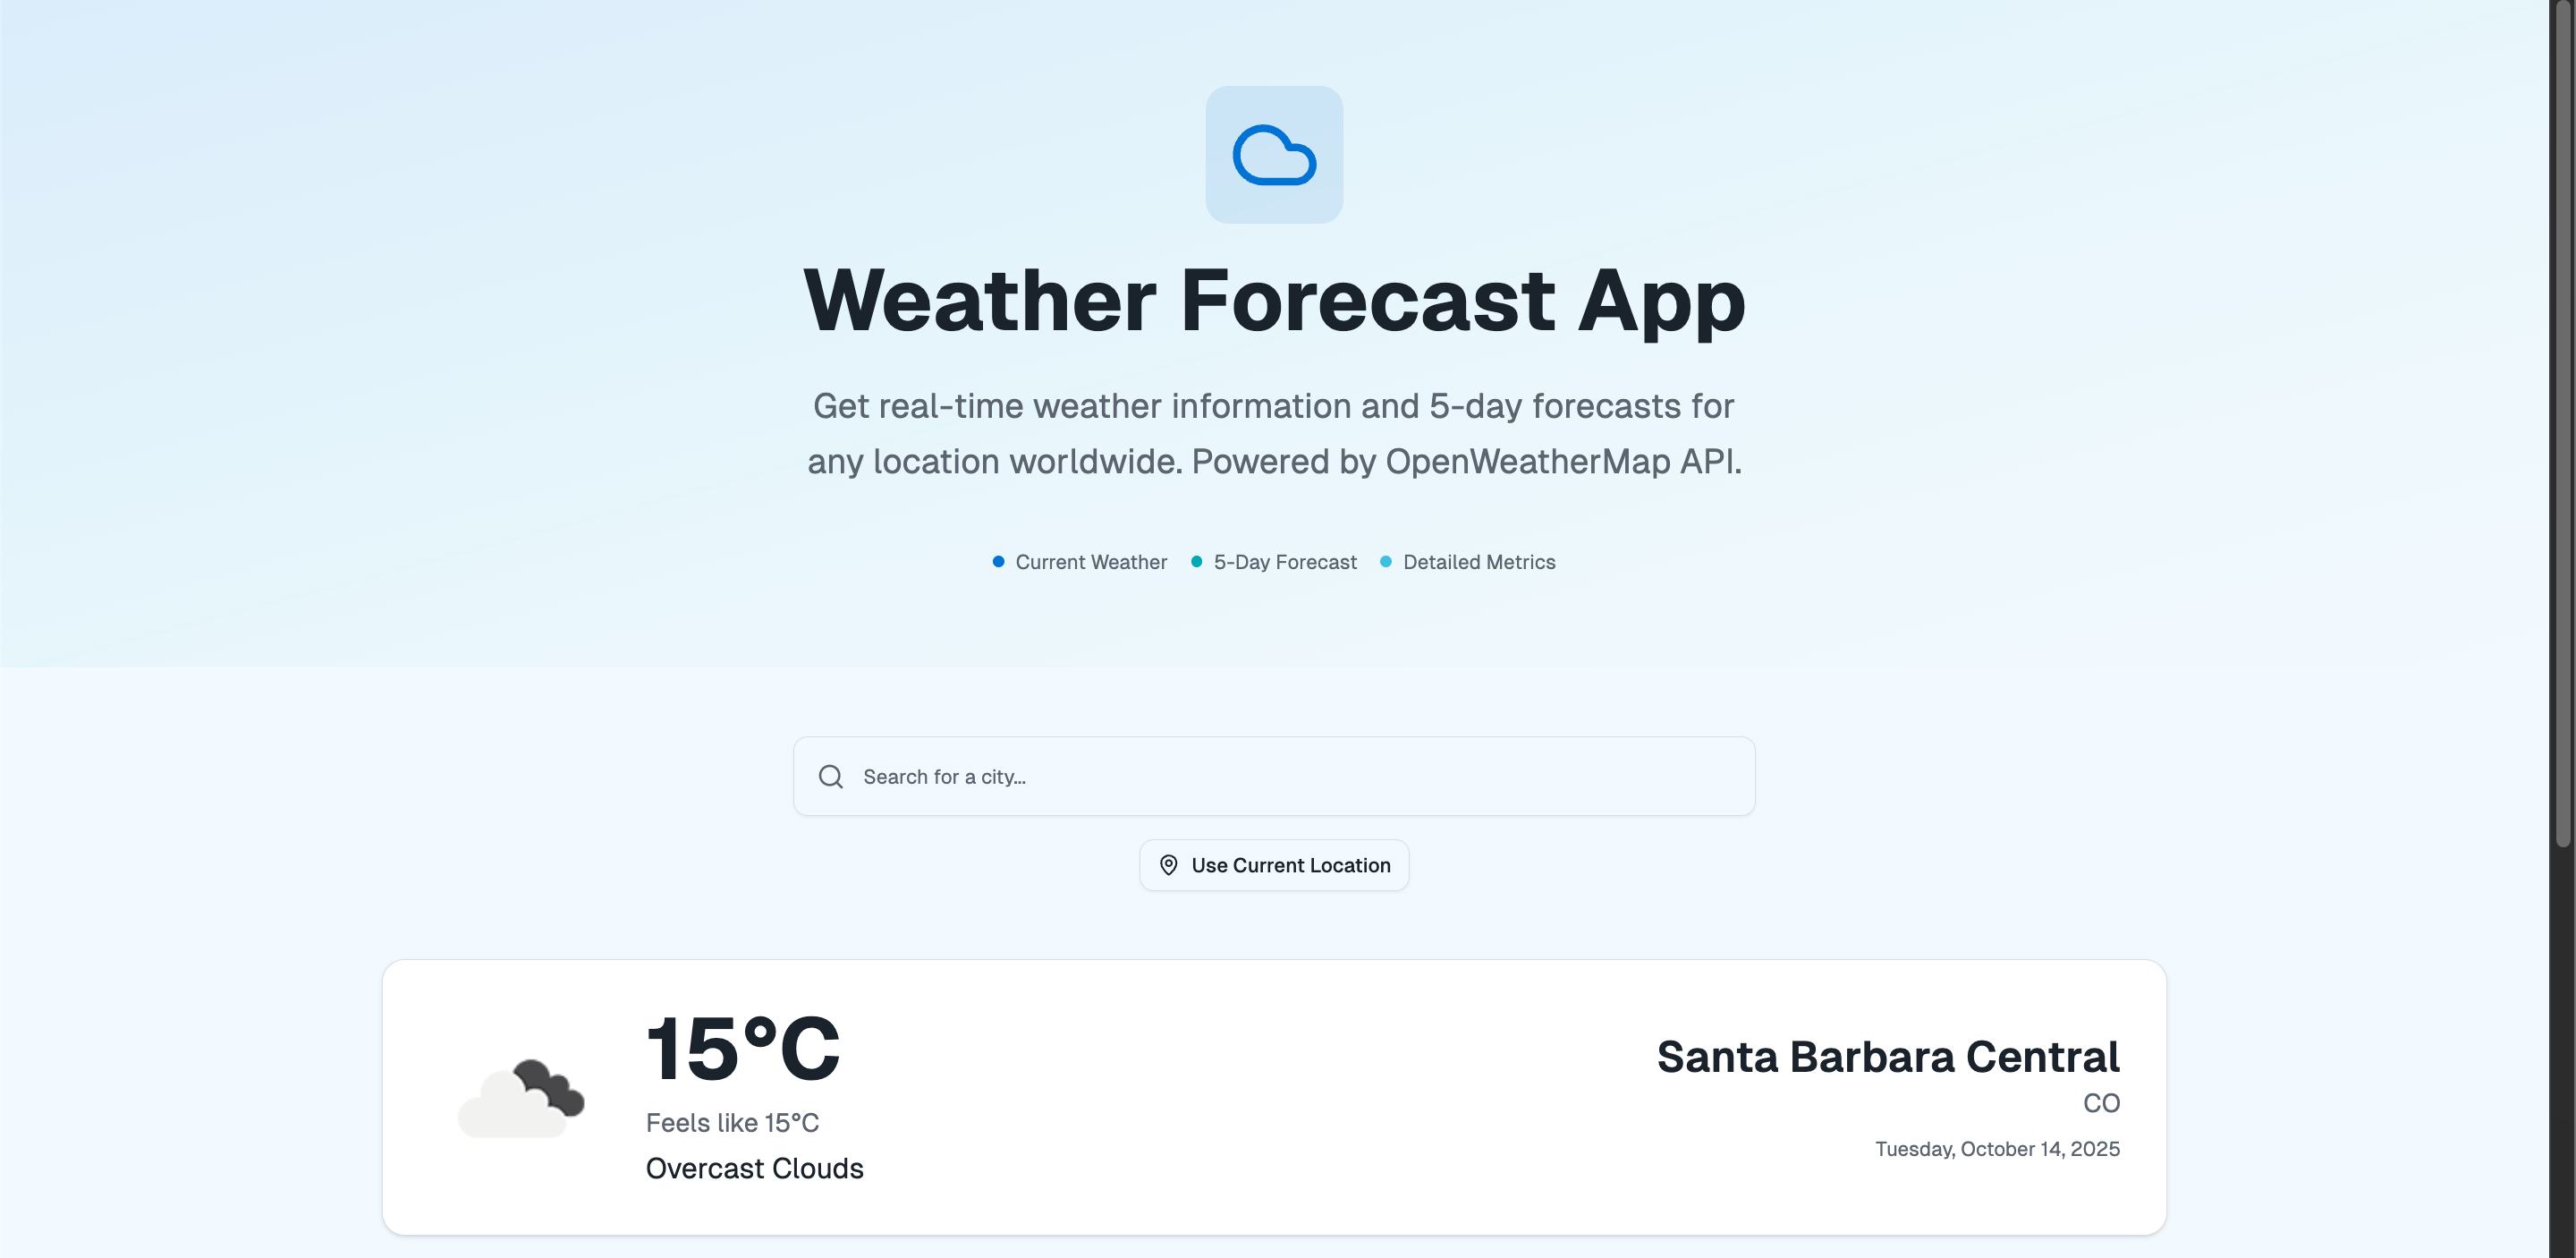 Weather Forecast App
Get real-time weather information and 5-day forecasts for
any location worldwide. Powered by OpenWeatherMap API.
Current Weather 5-Day Forecast Detailed Metrics
Search for a city...
Use Current Location
15°C
Feels like 15°C
Overcast Clouds
Santa Barbara Central
CO
Tuesday, October 14, 2025